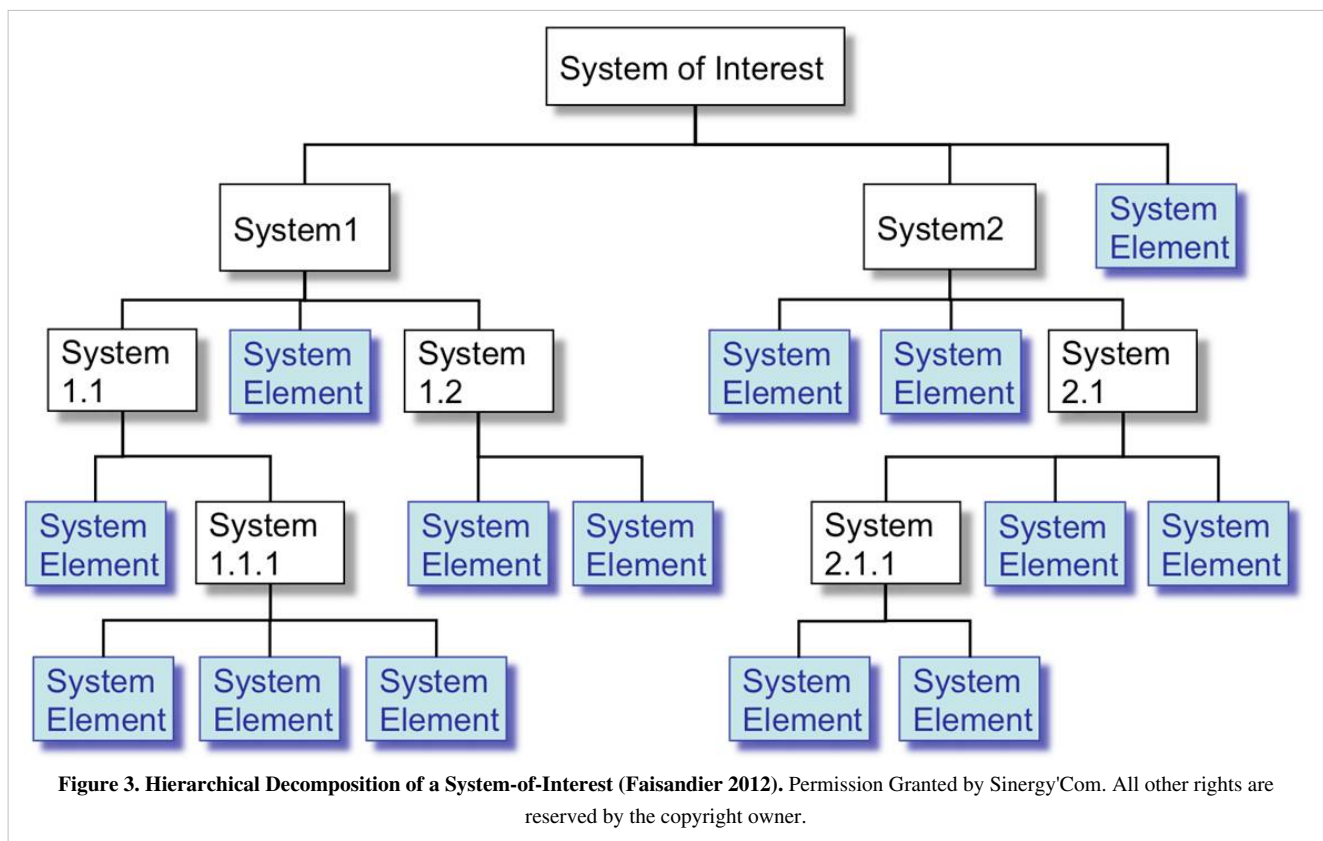 System of Interest
System1
System2
System
Element
System
1.1
System
Element
System
1.2
System
Element
System
Element
System
2.1
System
Element
System
1.1.1
System
Element
System
Element
System
2.1.1
System
Element
System
Element
System
Element
System
Element
System
Element
System
Element
System
Element
Figure 3. Hierarchical Decomposition of a System-of-Interest (Faisandier 2012). Permission Granted by Sinergy'Com. All other rights are
reserved by the copyright owner.